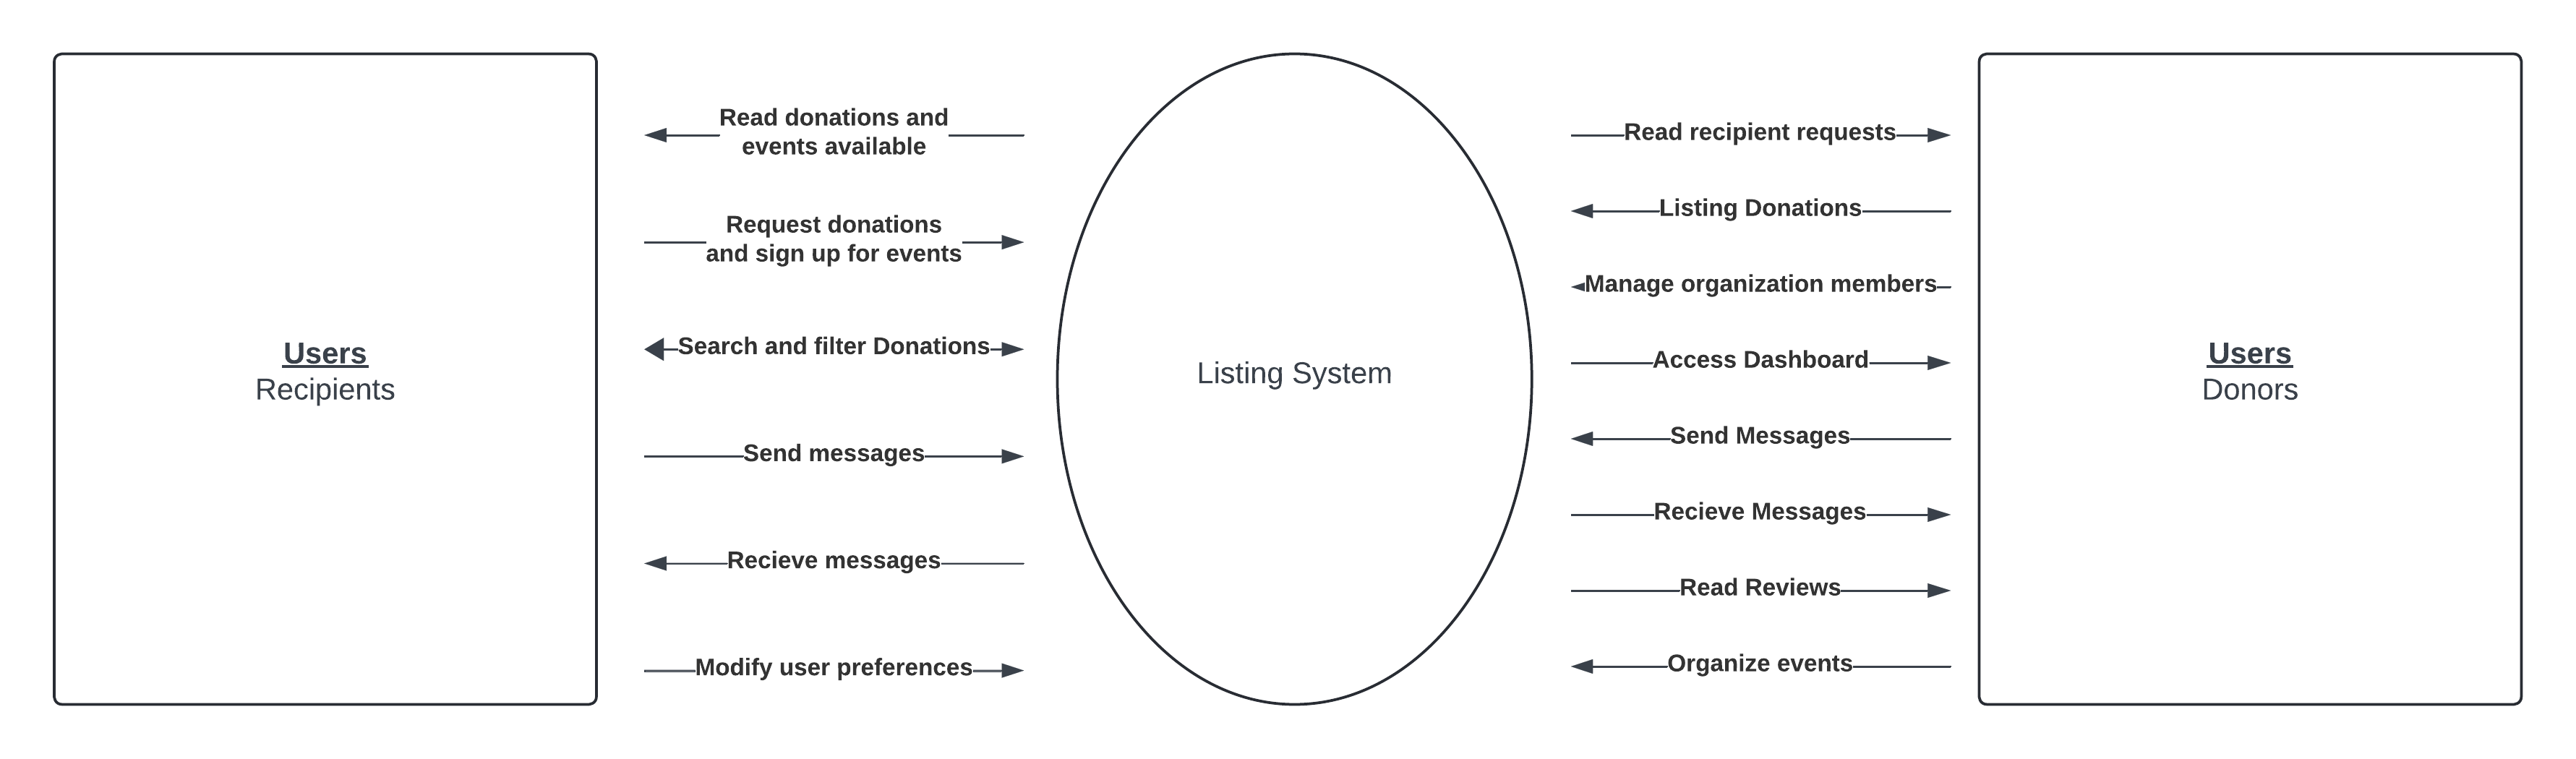 Users
Recipients
Read donations and
events available
Request donations
and sign up for events
Search and filter Donations
Send messages
Recieve messages
Modify user preferences
Listing System
Read recipient requests
Listing Donations
Manage organization members
Access Dashboard
Send Messages
Recieve Messages
Read Reviews
Organize events
Users
Donors